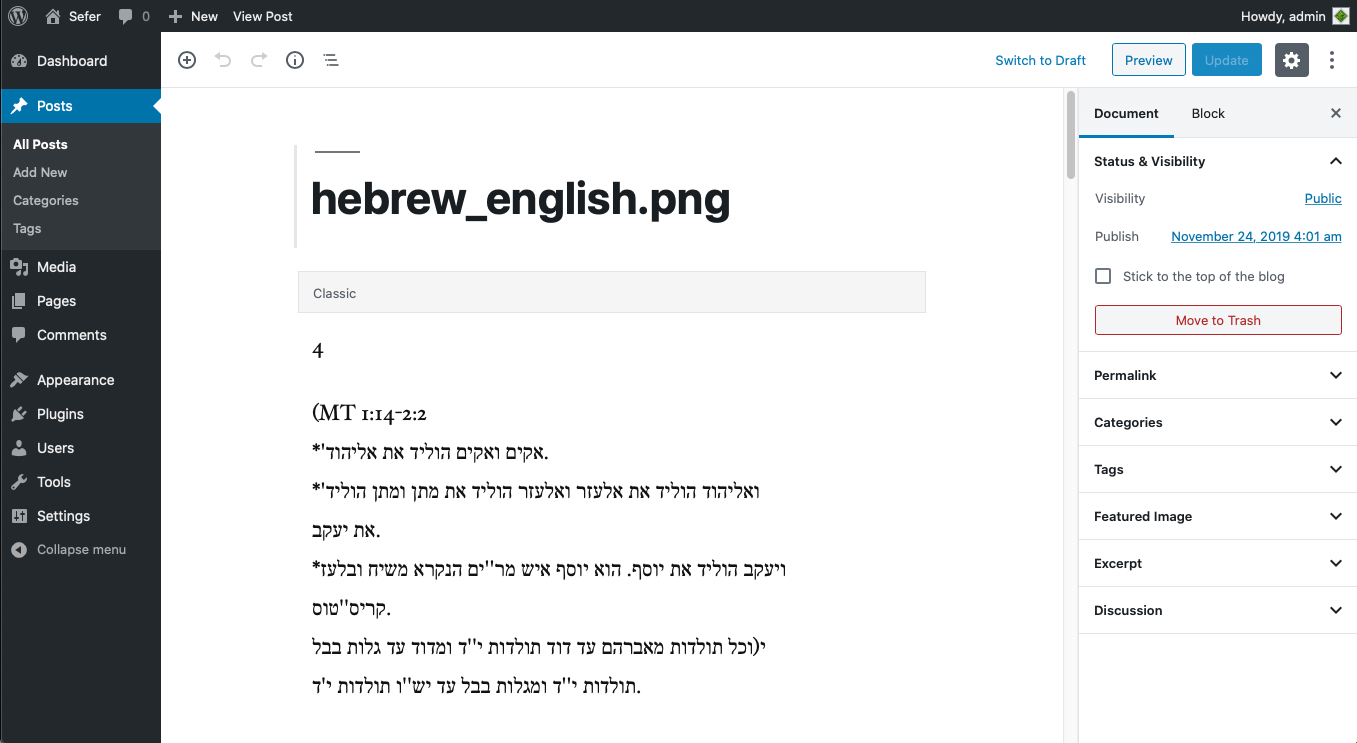 Sefer
0
New
View Post
Howdy, admin
Dashboard
Posts
All Posts
Add New
Categories
Tags
Media
Pages
Comments
Appearance
Plugins
Users
Tools
Settings
Collapse menu
Switch to Draft
Preview
Update
hebrew_english.png
Classic
4
(MT 1:14-2:2
*'אקים ואקים הוליד את אליהוד.
*'ואליהוד הוליד את אלעזר ואלעזר הוליד את מתן ומתן הוליד
את יעקב.
*ויעקב הוליד את יוסף. הוא יוסף איש מר''ים הנקרא משיח ובלעז
קריס''טוס.
י(וכל תולדות מאברהם עד דוד תולדות י''ד ומדוד עד גלות בבל
תולדות י''ד ומגלות בבל עד יש''ו תולדות י'ד.
Document
Block
Status & Visibility
Visibility
Public
Publish
November 24, 2019 4:01 am
Stick to the top of the blog
Move to Trash
Permalink
Categories
Tags
Featured Image
Excerpt
Discussion